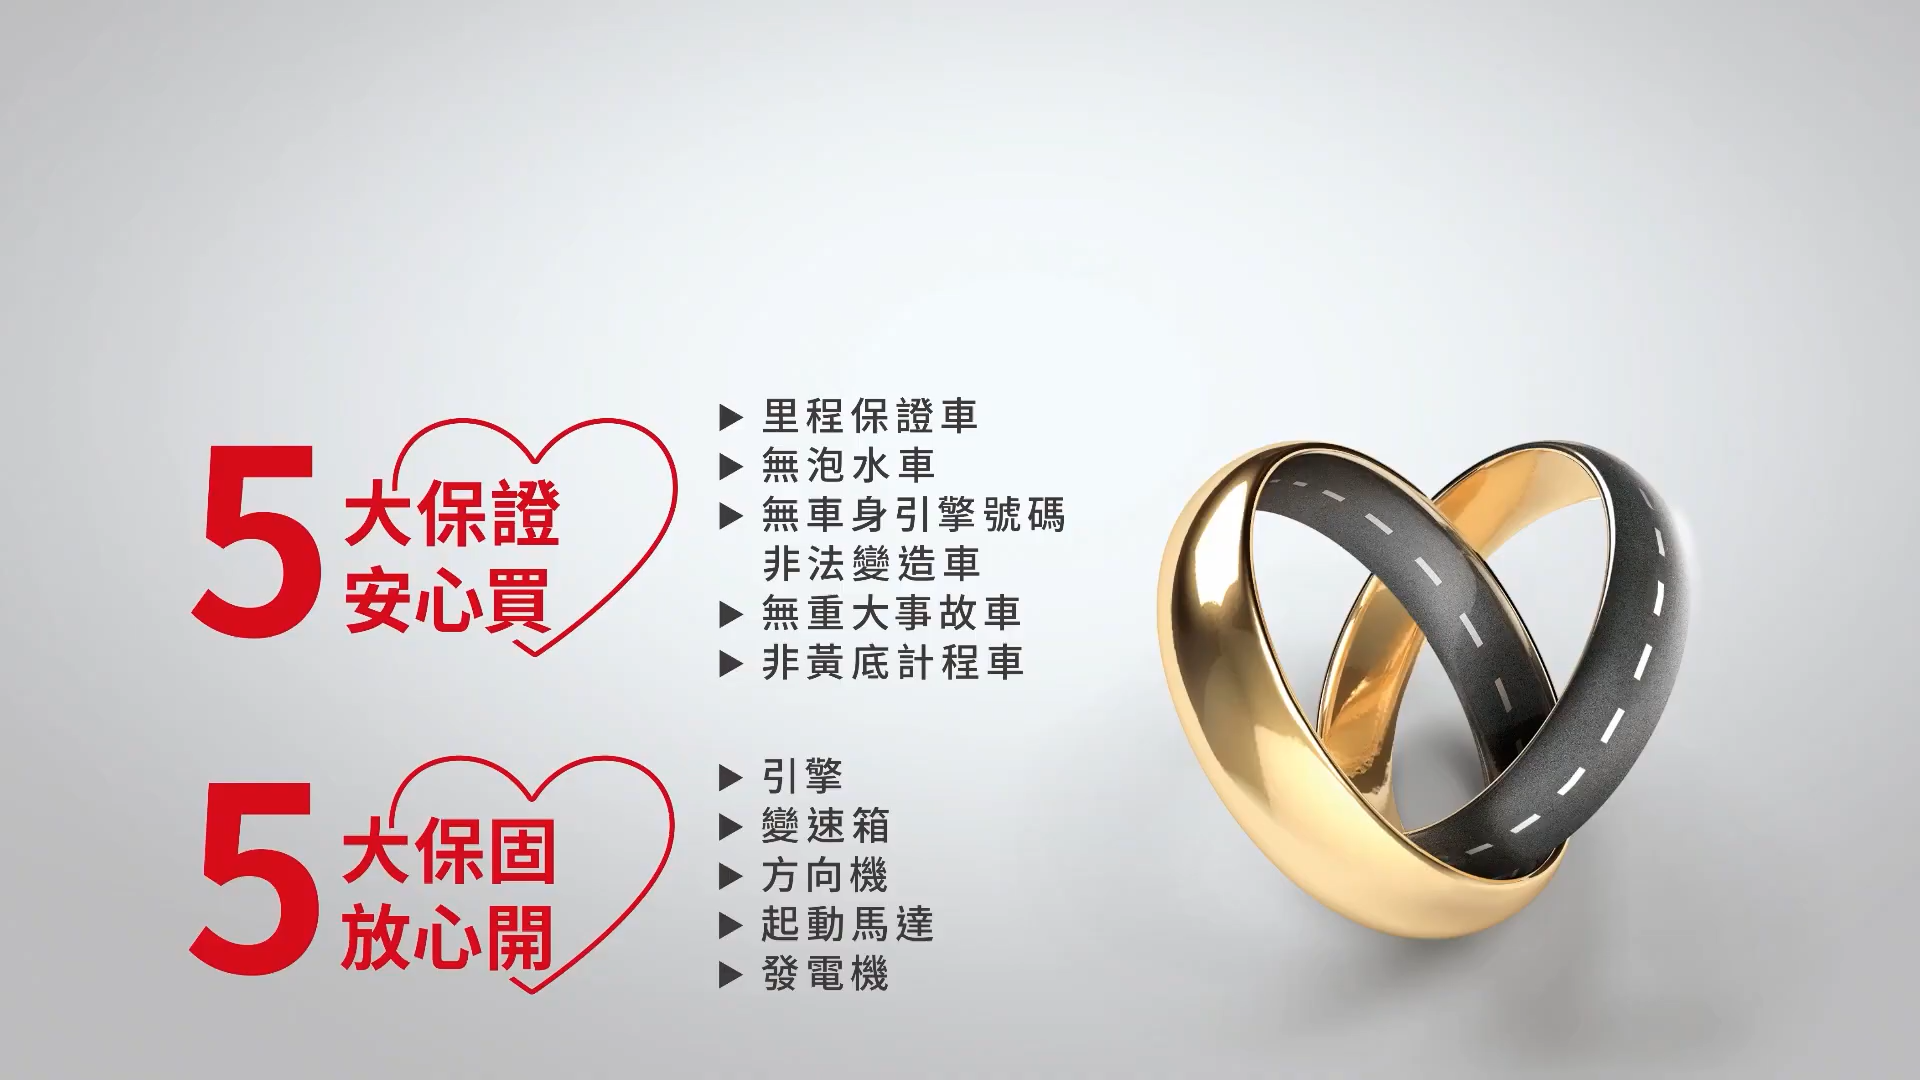 5大保證
安心買
▶ 里程保證車
▶ 無泡水車
▶ 無車身引擎號碼
非法變造車
▶ 無重大事故車
▶ 非黃底計程車
5大保固
放心開
▶ 引擎
▶ 變速箱
▶ 方向機
▶ 起動馬達
▶ 發電機